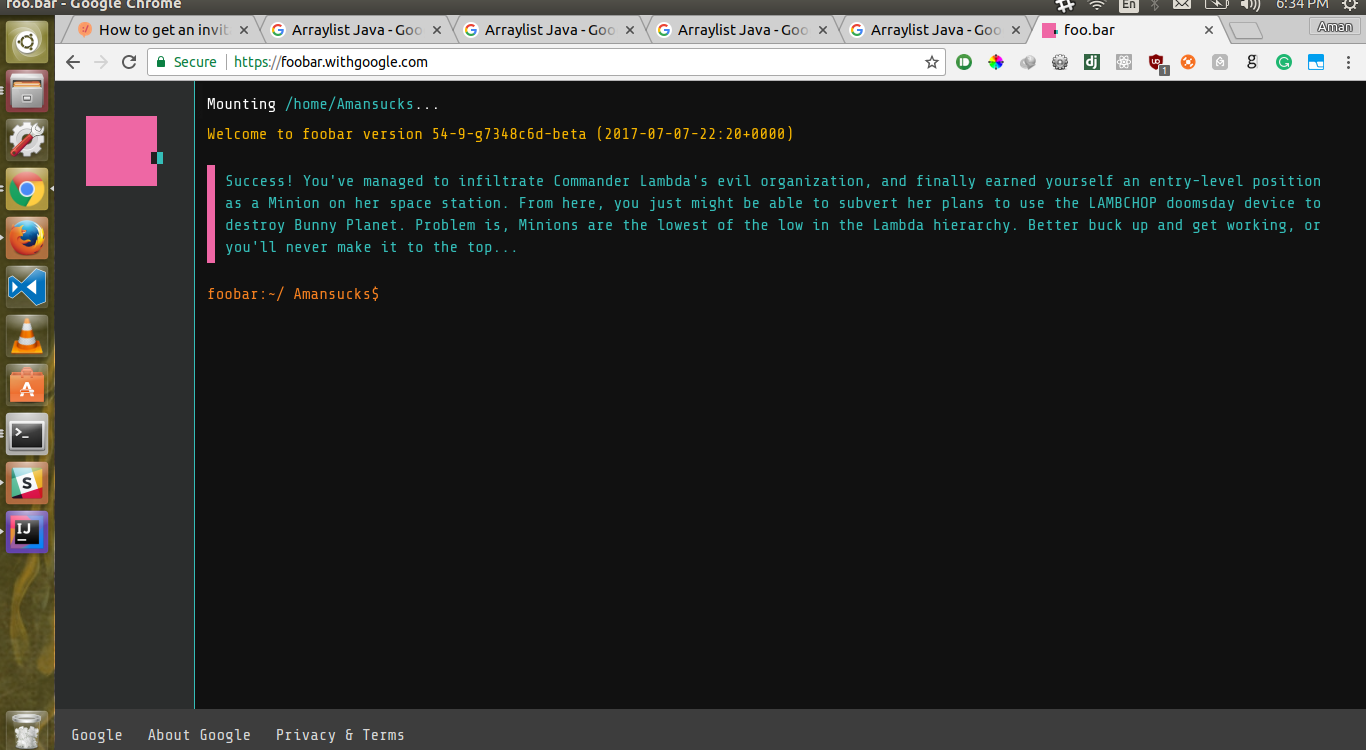 foo.bar - Google Chrome
En
6:34 PM
How to get an invit
Arraylist Java - Goo
Arraylist Java - Goo
Arraylist Java - Goo
Arraylist Java - Goo
foo.bar
Aman
Secure
https://foobar.withgoogle.com
dj
1
g
Mounting /home/Amansucks...
Welcome to foobar version 54-9-g7348c6d-beta (2017-07-07-22:20+0000)
Success! You've managed to infiltrate Commander Lambda's evil organization, and finally earned yourself an entry-level position
as a Minion on her space station. From here, you just might be able to subvert her plans to use the LAMBCHOP doomsday device to
destroy Bunny Planet. Problem is, Minions are the lowest of the low in the Lambda hierarchy. Better buck up and get working, or
you'll never make it to the top...
foobar:~/ Amansucks$
S
IJ
Google About Google Privacy & Terms